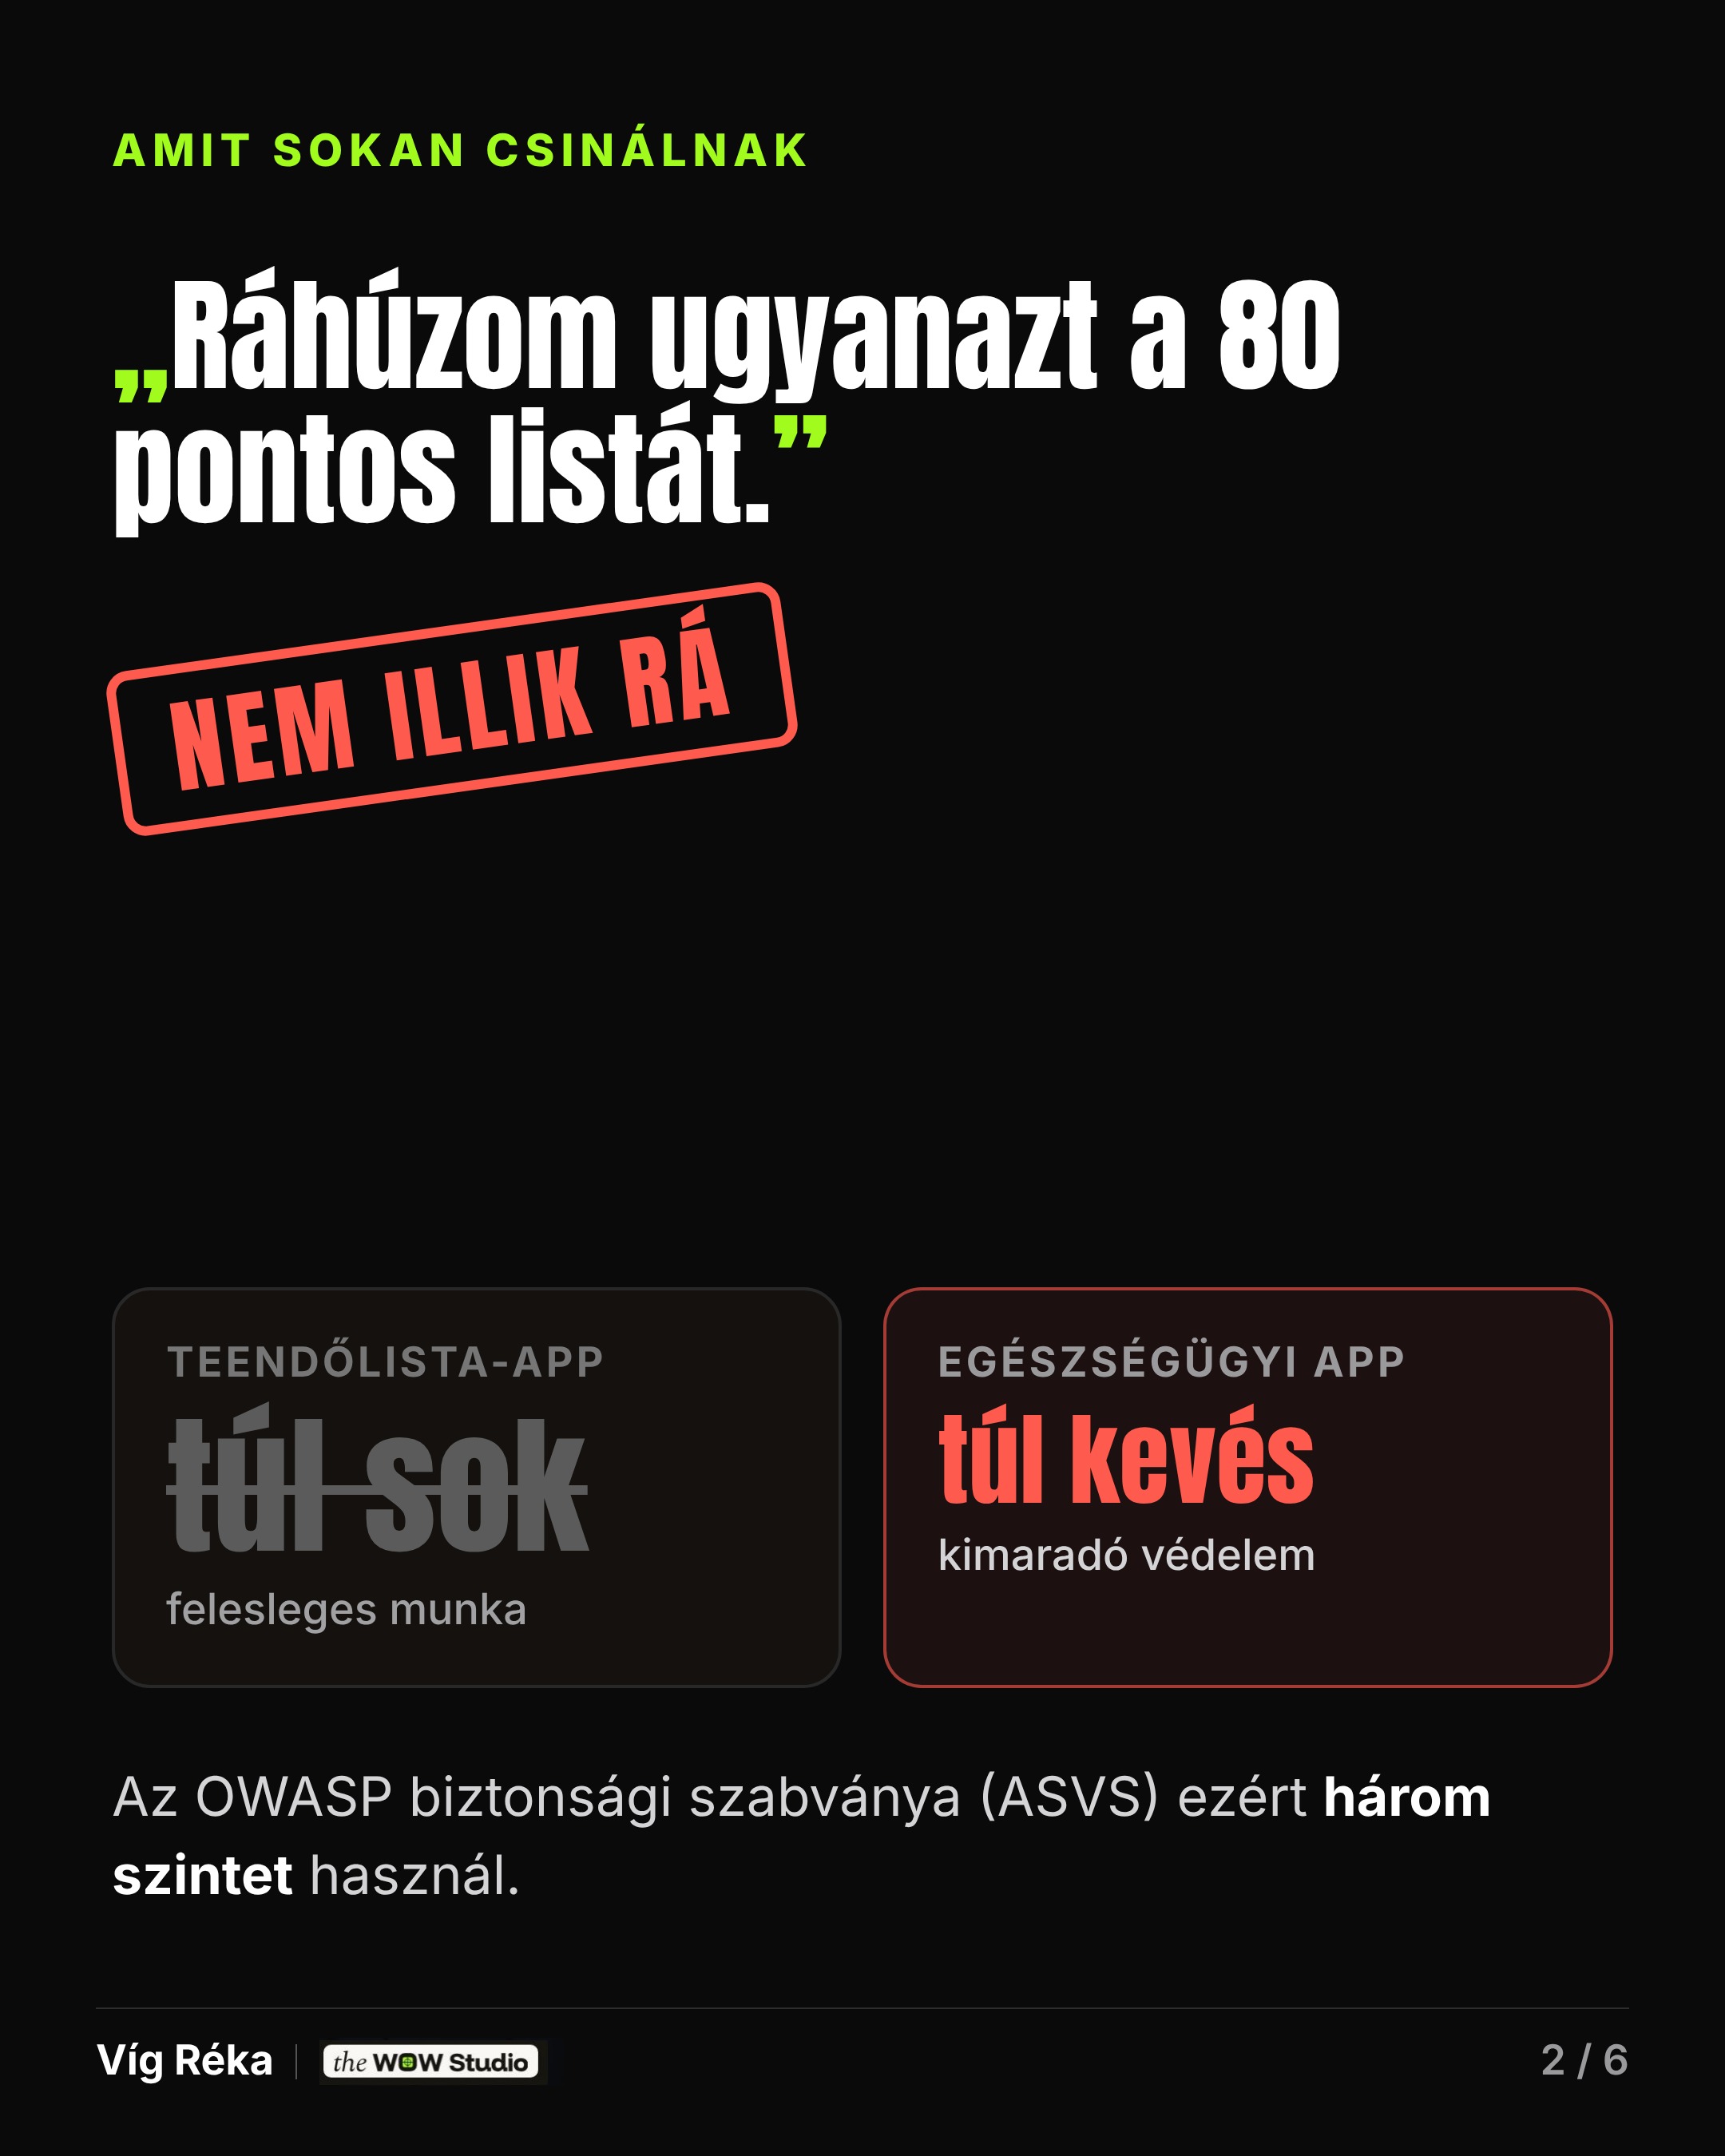 AMIT SOKAN CSINÁLNAK
„Ráhúzom ugyanazt a 80
pontos listát.”
NEM ILLIK RÁ
TEENDŐLISTA-APP
túl sok
felesleges munka
EGÉSZSÉGÜGYI APP
túl kevés
kimaradó védelem
Az OWASP biztonsági szabványa (ASVS) ezért három
szintet használ.
Víg Réka
the WOW Studio
2 / 6